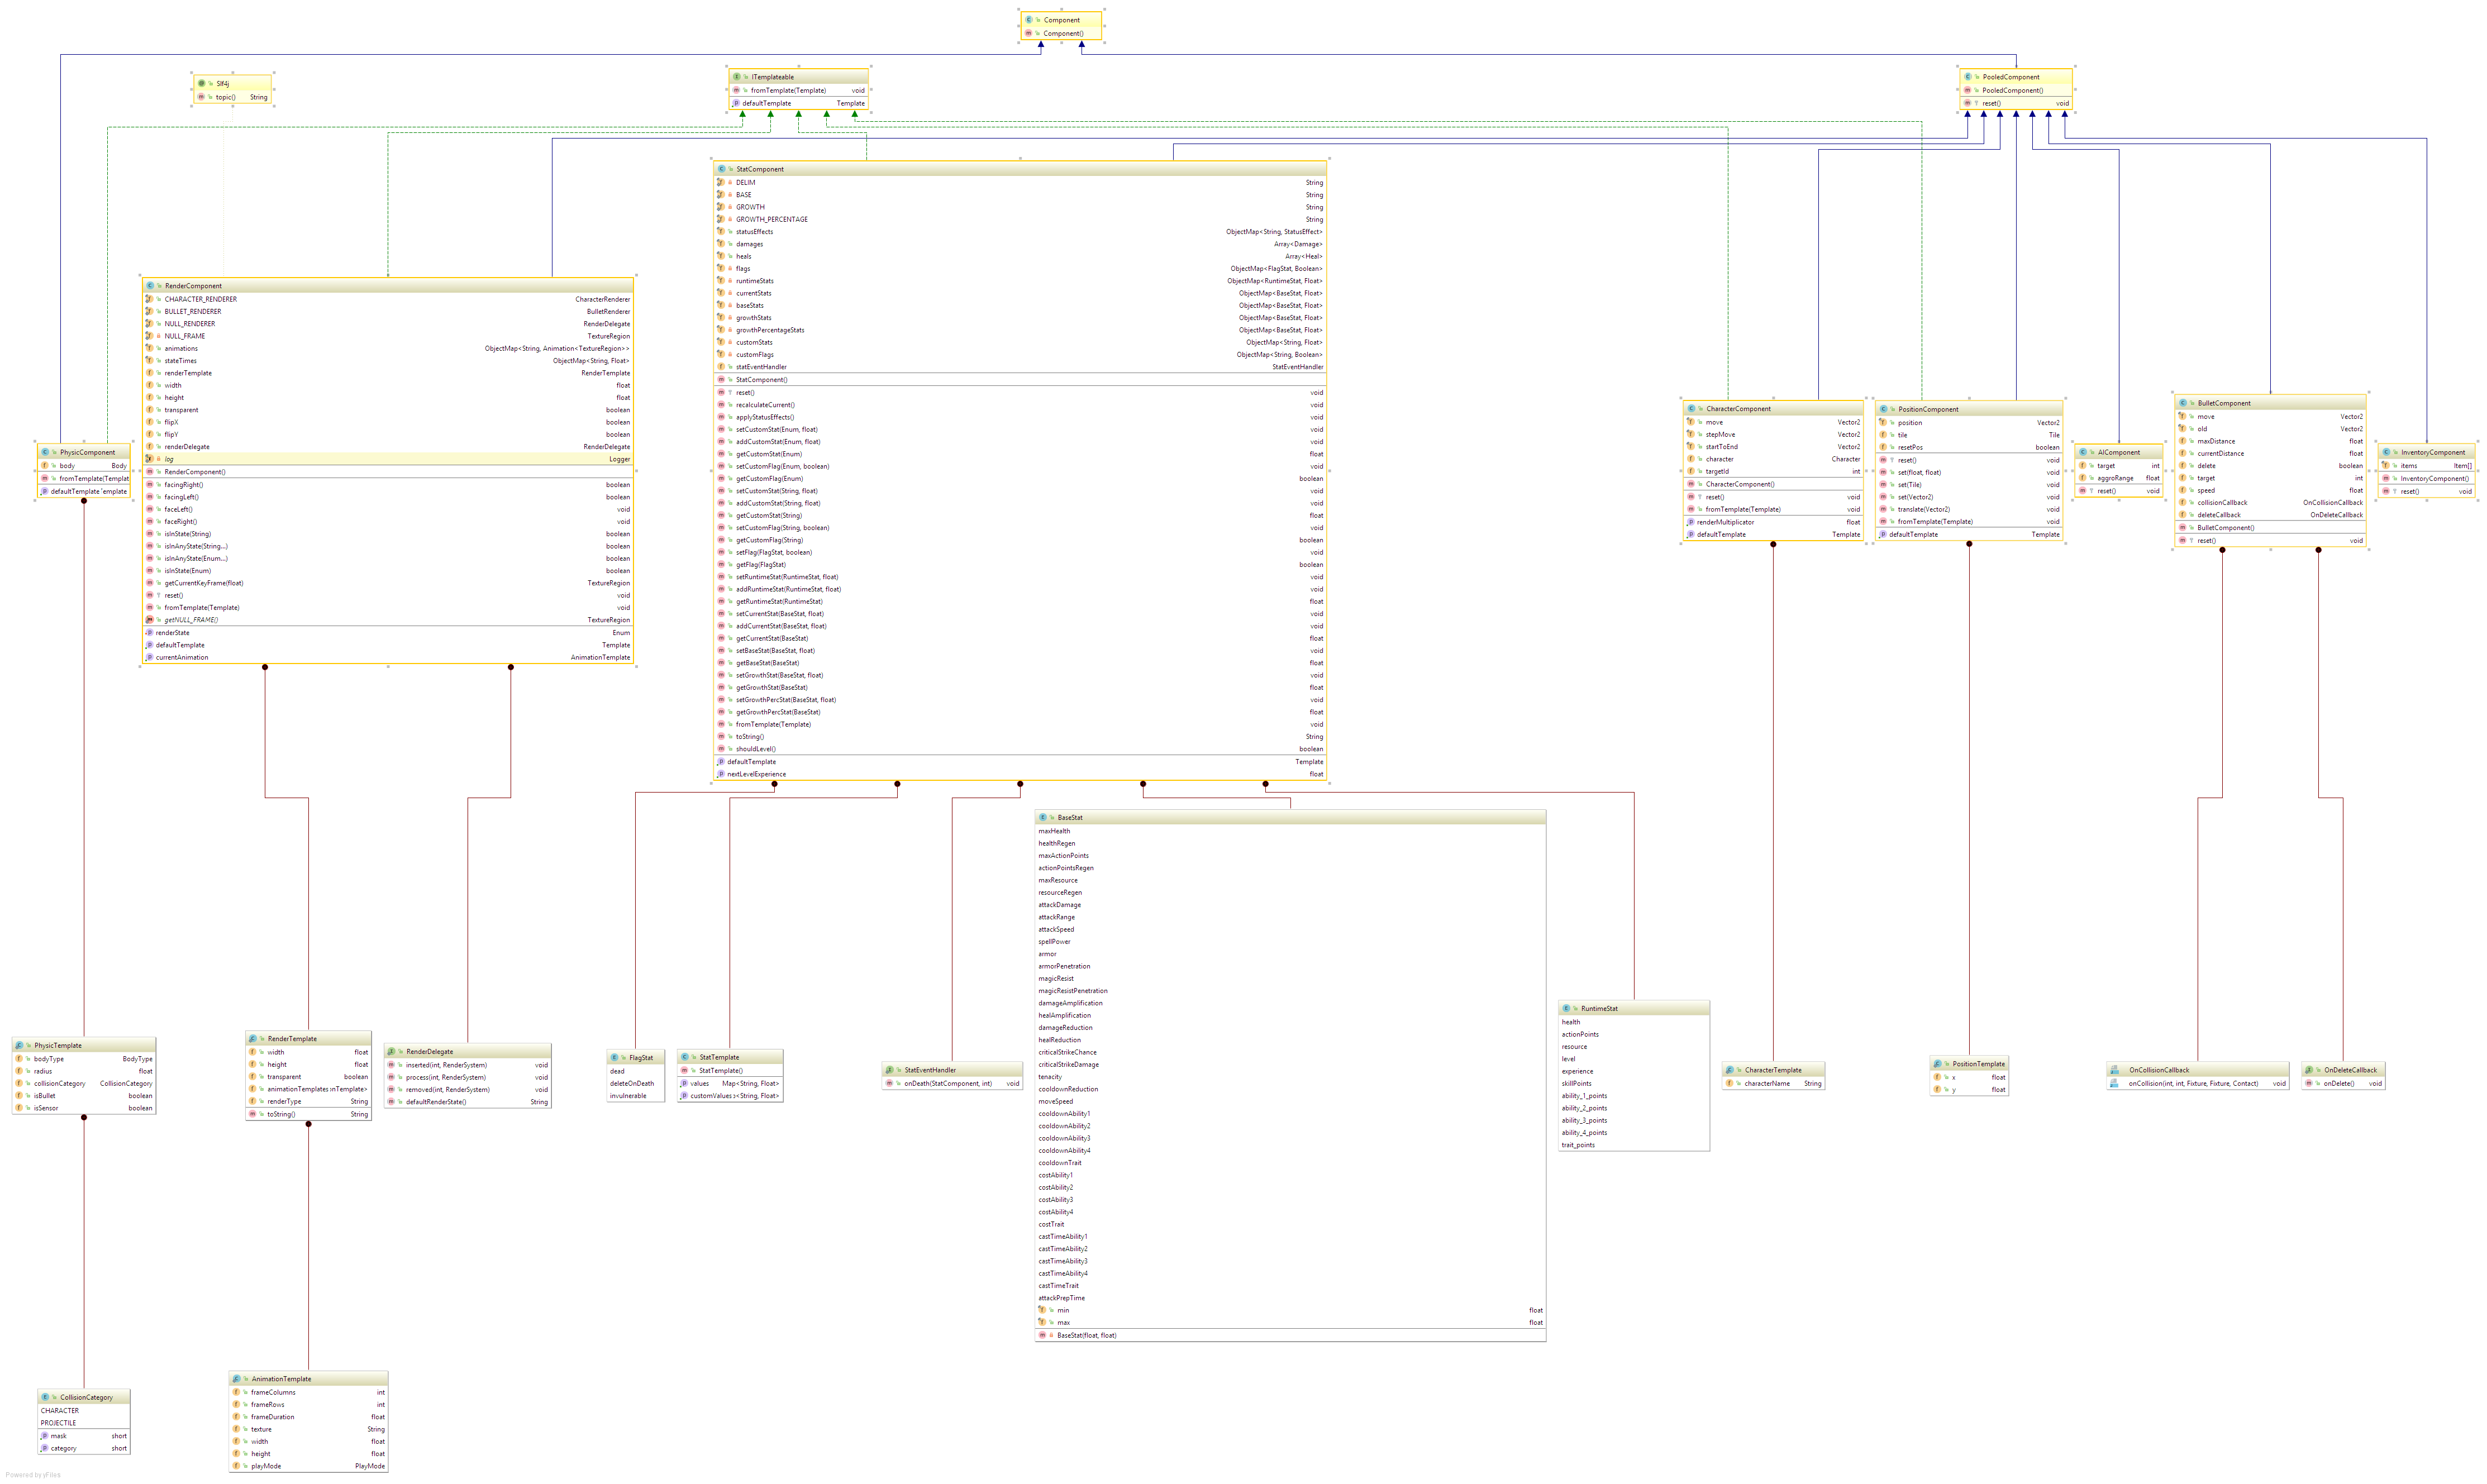 Component
Component()
Slf4j
topic() String
ITemplateable
fromTemplate(Template) void
defaultTemplate Template
PooledComponent
PooledComponent()
reset() void
StatComponent
DELIM String
BASE String
GROWTH String
GROWTH_PERCENTAGE String
statusEffects ObjectMap<String, StatusEffect>
damages Array<Damage>
heals Array<Heal>
flags ObjectMap<FlagStat, Boolean>
runtimeStats ObjectMap<RuntimeStat, Float>
currentStats ObjectMap<BaseStat, Float>
baseStats ObjectMap<BaseStat, Float>
growthStats ObjectMap<BaseStat, Float>
growthPercentageStats ObjectMap<BaseStat, Float>
customStats ObjectMap<String, Float>
customFlags ObjectMap<String, Boolean>
statEventHandler StatEventHandler
StatComponent()
reset() void
recalculateCurrent() void
applyStatusEffects() void
setCustomStat(Enum, float) void
addCustomStat(Enum, float) void
getCustomStat(Enum) float
setCustomFlag(Enum, boolean) void
getCustomFlag(Enum) boolean
setCustomStat(String, float) void
addCustomStat(String, float) void
getCustomStat(String) float
setCustomFlag(String, boolean) void
getCustomFlag(String) boolean
setFlag(FlagStat, boolean) void
getFlag(FlagStat) boolean
setRuntimeStat(RuntimeStat, float) void
addRuntimeStat(RuntimeStat, float) void
getRuntimeStat(RuntimeStat) float
setCurrentStat(BaseStat, float) void
addCurrentStat(BaseStat, float) void
getCurrentStat(BaseStat) float
setBaseStat(BaseStat, float) void
getBaseStat(BaseStat) float
setGrowthStat(BaseStat, float) void
getGrowthStat(BaseStat) float
setGrowthPercStat(BaseStat, float) void
getGrowthPercStat(BaseStat) float
fromTemplate(Template) void
toString() String
shouldLevel() boolean
defaultTemplate Template
nextLevelExperience float
RenderComponent
CHARACTER_RENDERER CharacterRenderer
BULLET_RENDERER BulletRenderer
NULL_RENDERER RenderDelegate
NULL_FRAME TextureRegion
animations ObjectMap<String, Animation<TextureRegion>>
stateTimes ObjectMap<String, Float>
renderTemplate RenderTemplate
width float
height float
transparent boolean
flipX boolean
flipY boolean
renderDelegate RenderDelegate
log Logger
RenderComponent()
facingRight() boolean
facingLeft() boolean
faceLeft() void
faceRight() void
isInState(String) boolean
isInAnyState(String...) boolean
isInAnyState(Enum...) boolean
isInState(Enum) boolean
getCurrentKeyFrame(float) TextureRegion
reset() void
fromTemplate(Template) void
getNULL_FRAME() TextureRegion
renderState Enum
defaultTemplate Template
currentAnimation AnimationTemplate
PhysicComponent
body Body
fromTemplate(Templat
defaultTemplate
CharacterComponent
move Vector2
stepMove Vector2
startToEnd Vector2
character Character
targetId int
CharacterComponent()
reset() void
fromTemplate(Template) void
renderMultiplicator float
defaultTemplate Template
PositionComponent
position Vector2
tile Tile
resetPos boolean
reset() void
set(float, float) void
set(Tile) void
set(Vector2) void
translate(Vector2) void
fromTemplate(Template) void
defaultTemplate Template
AIComponent
target int
aggroRange float
reset() void
BulletComponent
move Vector2
old Vector2
maxDistance float
currentDistance float
delete boolean
target int
speed float
collisionCallback OnCollisionCallback
deleteCallback OnDeleteCallback
BulletComponent()
reset() void
InventoryComponent
items Item[]
InventoryComponent()
reset() void
BaseStat
maxHealth
healthRegen
maxActionPoints
actionPointsRegen
maxResource
resourceRegen
attackDamage
attackRange
attackSpeed
spellPower
armor
armorPenetration
magicResist
magicResistPenetration
damageAmplification
healAmplification
damageReduction
healReduction
criticalStrikeChance
criticalStrikeDamage
tenacity
cooldownReduction
moveSpeed
cooldownAbility1
cooldownAbility2
cooldownAbility3
cooldownAbility4
cooldownTrait
costAbility1
costAbility2
costAbility3
costAbility4
costTrait
castTimeAbility1
castTimeAbility2
castTimeAbility3
castTimeAbility4
castTimeTrait
attackPrepTime
min float
max float
BaseStat(float, float)
RuntimeStat
health
actionPoints
resource
level
experience
skillPoints
ability_1_points
ability_2_points
ability_3_points
ability_4_points
trait_points
PhysicTemplate
bodyType BodyType
radius float
collisionCategory CollisionCategory
isBullet boolean
isSensor boolean
RenderTemplate
width float
height float
transparent boolean
animationTemplates nTemplate>
renderType String
toString() String
RenderDelegate
inserted(int, RenderSystem) void
process(int, RenderSystem) void
removed(int, RenderSystem) void
defaultRenderState() String
FlagStat
dead
deleteOnDeath
invulnerable
StatTemplate
StatTemplate()
values Map<String, Float>
customValues <String, Float>
StatEventHandler
onDeath(StatComponent, int) void
CharacterTemplate
characterName String
PositionTemplate
x float
y float
OnCollisionCallback
onCollision(int, int, Fixture, Fixture, Contact) void
OnDeleteCallback
onDelete() void
CollisionCategory
CHARACTER
PROJECTILE
mask short
category short
AnimationTemplate
frameColumns int
frameRows int
frameDuration float
texture String
width float
height float
playMode PlayMode
Powered by yFiles